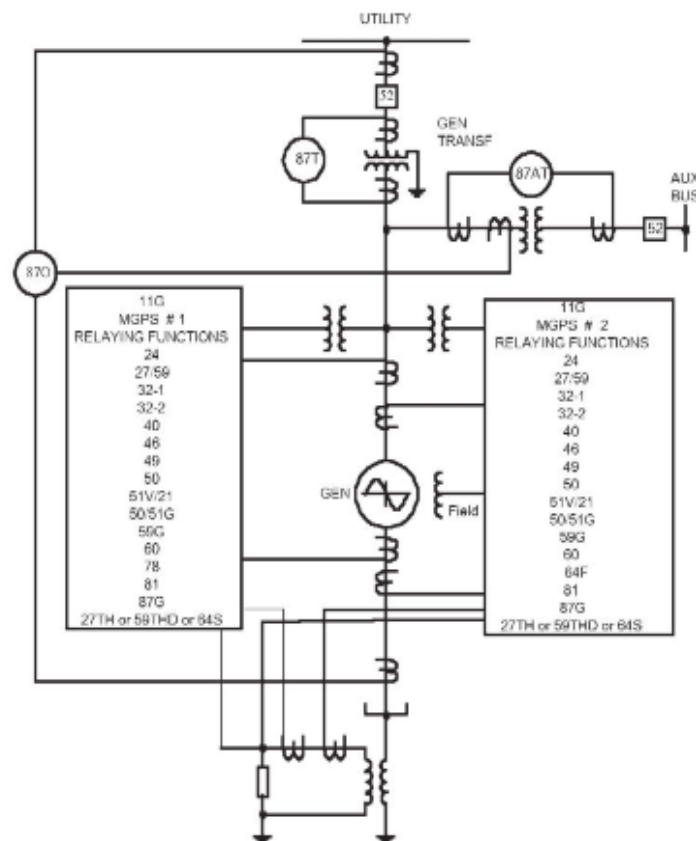 UTILITY
52
GEN
TRANSF
87T
87AT
AUX
BUS
52
87O
11G
MGPS # 1
RELAYING FUNCTIONS
24
27/59
32-1
32-2
40
46
49
50
51V/21
50/51G
59G
60
78
81
87G
27TH or 59THD or 64S
11G
MGPS # 2
RELAYING FUNCTIONS
24
27/59
32-1
32-2
40
46
49
50
51V/21
50/51G
59G
60
64F
81
87G
27TH or 59THD or 64S
GEN
Field